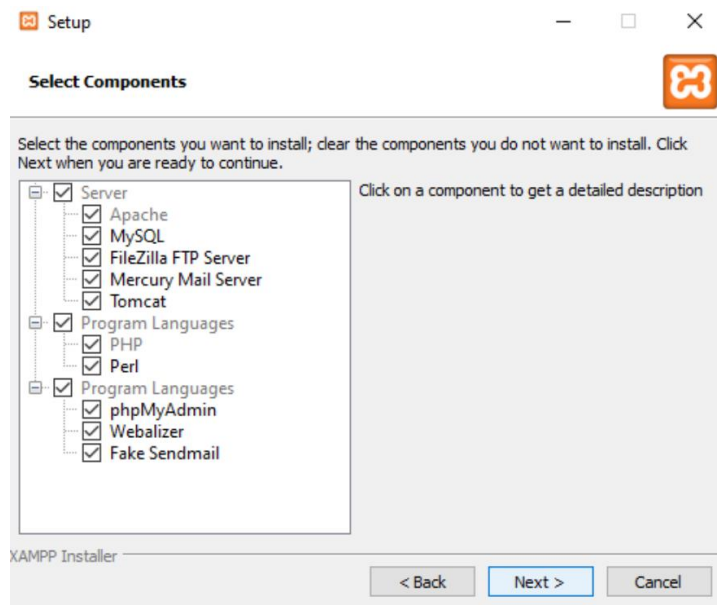 Setup
Select Components
Select the components you want to install; clear the components you do not want to install. Click
Next when you are ready to continue.
Server
Click on a component to get a detailed description
Apache
MySQL
FileZilla FTP Server
Mercury Mail Server
Tomcat
Program Languages
PHP
Perl
Program Languages
phpMyAdmin
Webalizer
Fake Sendmail
XAMPP Installer
< Back
Next >
Cancel